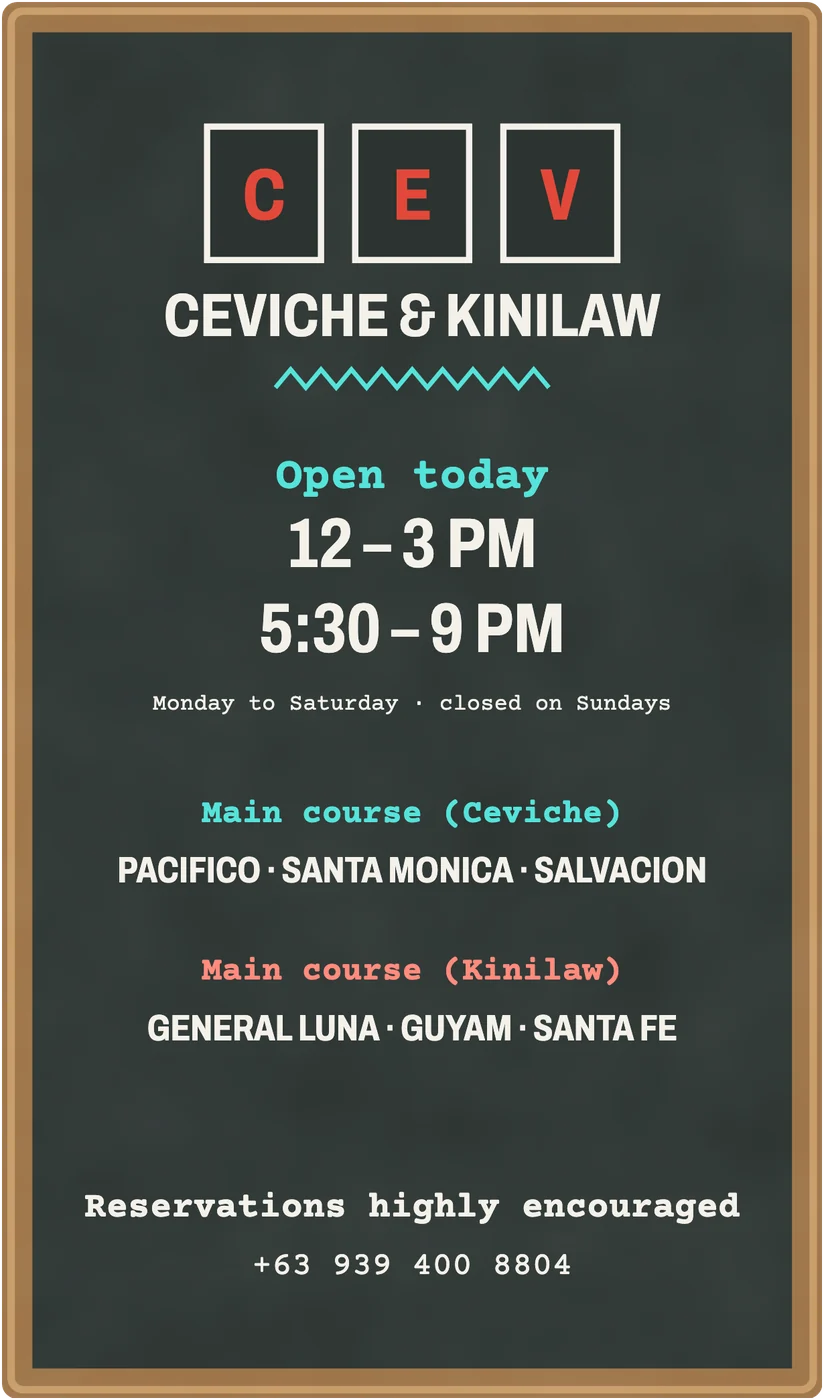 C E V
CEVICHE & KINILAW
Open today
12 – 3 PM
5:30 – 9 PM
Monday to Saturday · closed on Sundays
Main course (Ceviche)
PACIFICO · SANTA MONICA · SALVACION
Main course (Kinilaw)
GENERAL LUNA · GUYAM · SANTA FE
Reservations highly encouraged
+63 939 400 8804